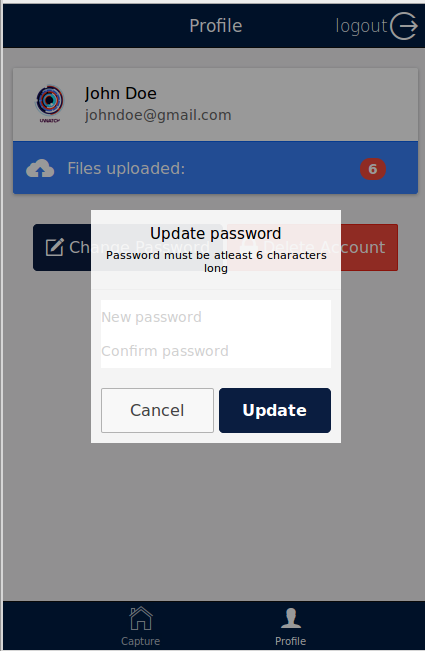 Profile
logout
John Doe
johndoe@gmail.com
Files uploaded:
6
Change Password
Delete Account
Update password
Password must be atleast 6 characters
long
New password
Confirm password
Cancel
Update
Capture
Profile